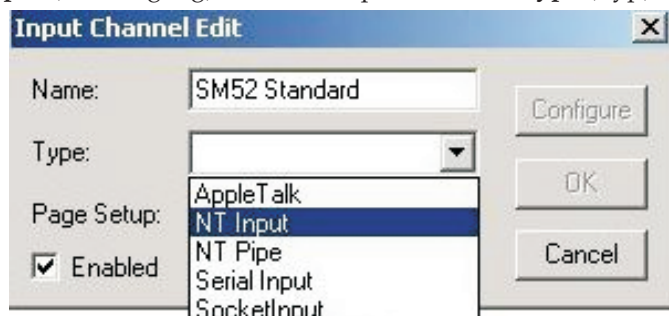 Input Channel Edit
Name: SM52 Standard
Configure
Type:
OK
AppleTalk
NT Input
Page Setup:
NT Pipe
Cancel
Enabled
Serial Input
SocketInput